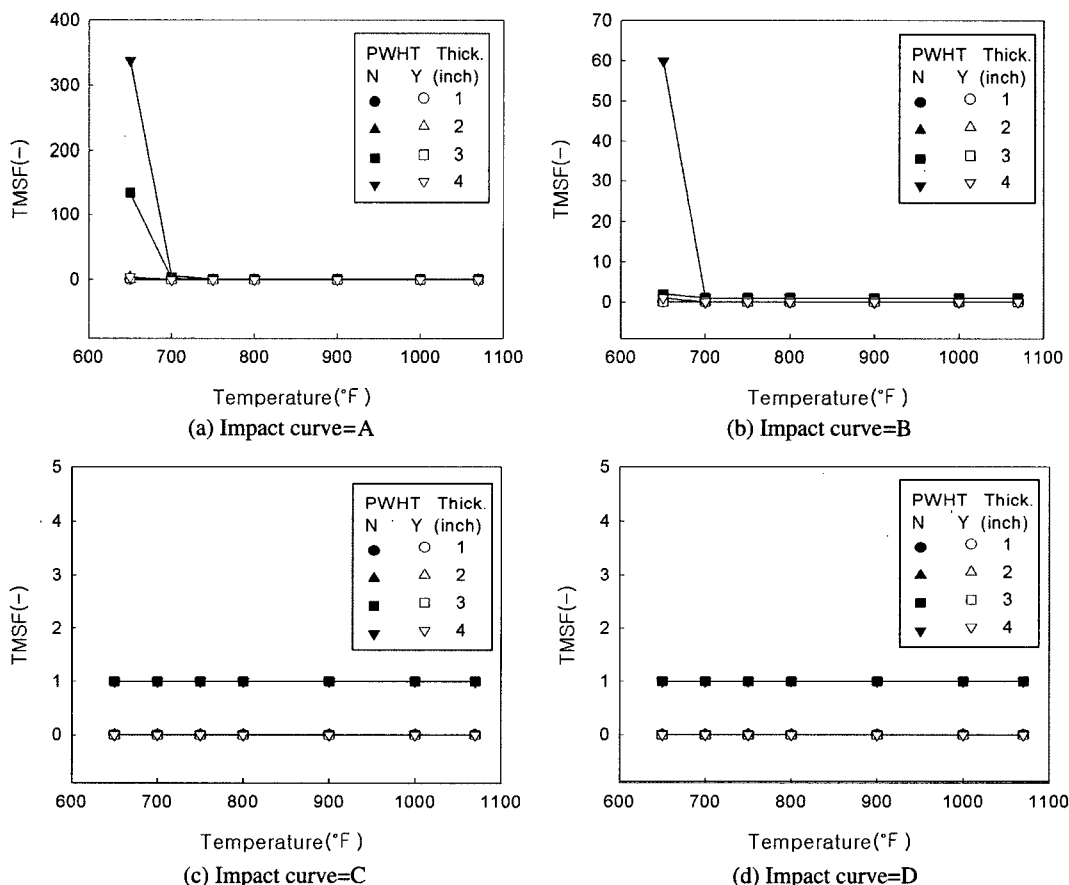 400
300
200
100
0
TMSF(-)
PWHT Thick.
N Y (inch)
1
2
3
4
600 700 800 900 1000 1100
Temperature(°F)
(a) Impact curve=A
70
60
50
40
30
20
10
0
TMSF(-)
PWHT Thick.
N Y (inch)
1
2
3
4
600 700 800 900 1000 1100
Temperature(°F)
(b) Impact curve=B
5
4
3
2
1
0
TMSF(-)
PWHT Thick.
N Y (inch)
1
2
3
4
600 700 800 900 1000 1100
Temperature(°F)
(c) Impact curve=C
5
4
3
2
1
0
TMSF(-)
PWHT Thick.
N Y (inch)
1
2
3
4
600 700 800 900 1000 1100
Temperature(°F)
(d) Impact curve=D